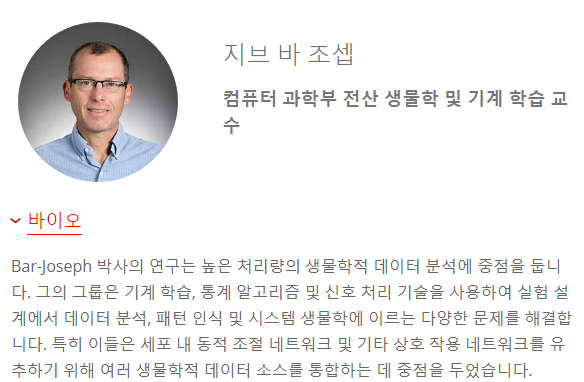 지브 바 조셉
컴퓨터 과학부 전산 생물학 및 기계 학습 교
수
바이오
Bar-Joseph 박사의 연구는 높은 처리량의 생물학적 데이터 분석에 중점을 둡니
다. 그의 그룹은 기계 학습, 통계 알고리즘 및 신호 처리 기술을 사용하여 실험 설
계에서 데이터 분석, 패턴 인식 및 시스템 생물학에 이르는 다양한 문제를 해결합
니다. 특히 이들은 세포 내 동적 조절 네트워크 및 기타 상호 작용 네트워크를 유
추하기 위해 여러 생물학적 데이터 소스를 통합하는 데 중점을 두었습니다.